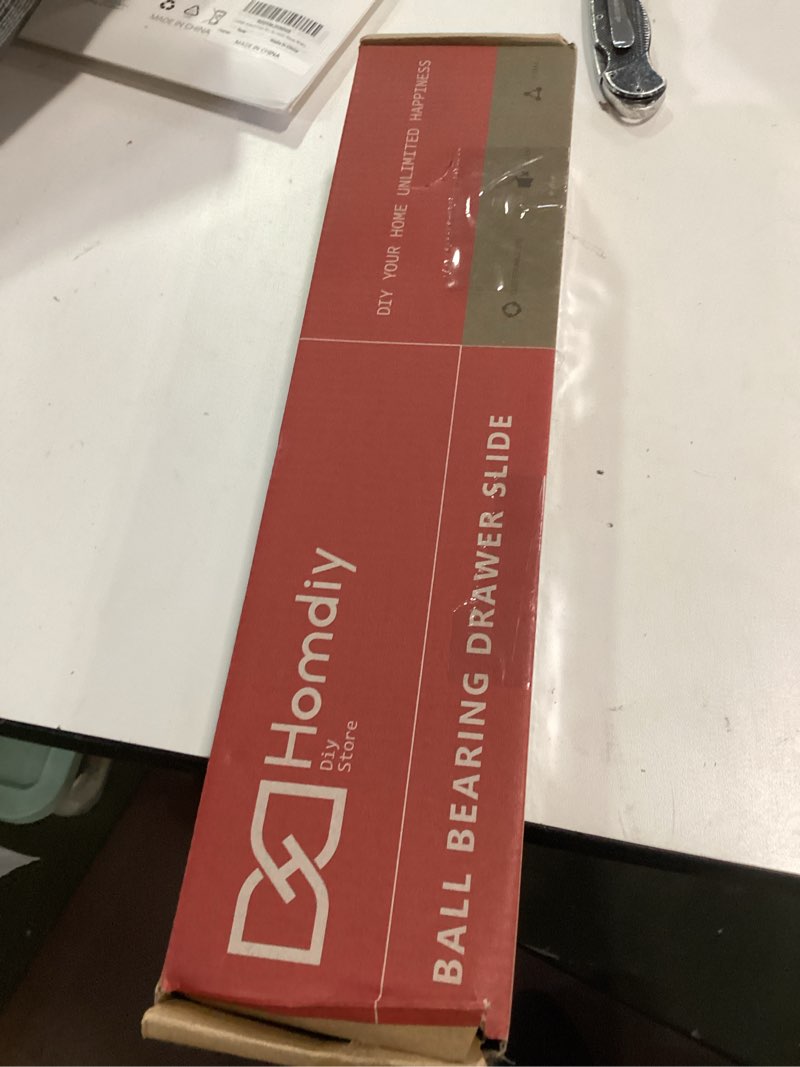 MADE IN CHINA
MADE IN CHINA
DIY YOUR HOME UNLIMITED HAPPINESS
Homdiy
Diy
Store
BALL BEARING DRAWER SLIDE